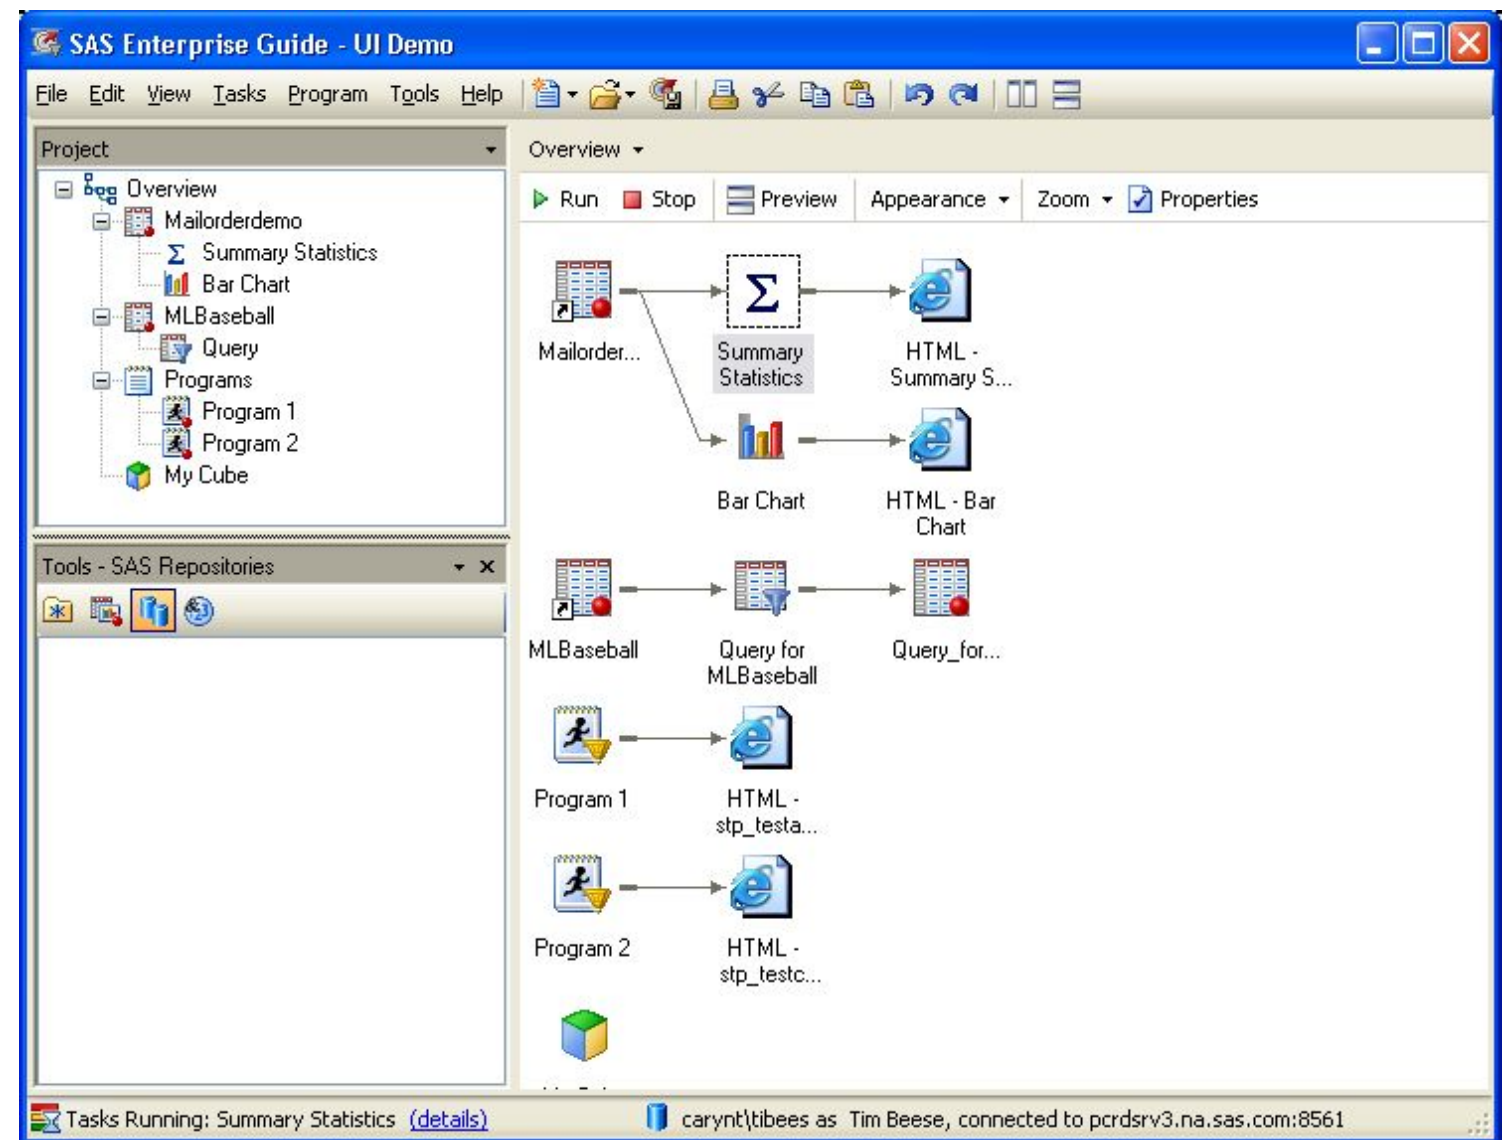 SAS Enterprise Guide - UI Demo
File Edit View Tasks Program Tools Help
Project
Overview
Mailorderdemo
Summary Statistics
Bar Chart
MLBaseball
Query
Programs
Program 1
Program 2
My Cube
Tools - SAS Repositories
Overview
Run Stop Preview Appearance Zoom Properties
Mailorder...
Summary
Statistics
HTML -
Summary S...
Bar Chart
HTML - Bar
Chart
MLBaseball
Query for
MLBaseball
Query_for...
Program 1
HTML -
stp_testa...
Program 2
HTML -
stp_testc...
Tasks Running: Summary Statistics (details)
carynt\tibees as Tim Beese, connected to pcrdsrv3.na.sas.com:8561